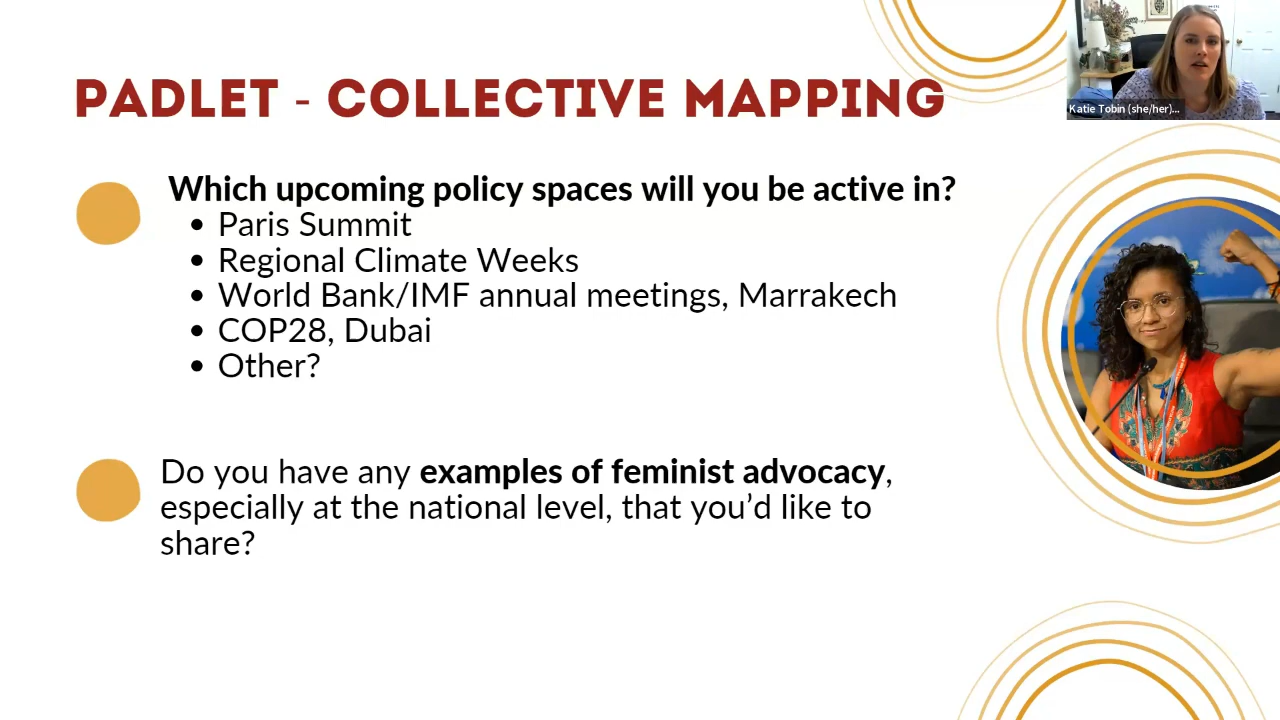 PADLET - COLLECTIVE MAPPING
Katie Tobin (she/her)...
Which upcoming policy spaces will you be active in?
• Paris Summit
• Regional Climate Weeks
• World Bank/IMF annual meetings, Marrakech
• COP28, Dubai
• Other?
Do you have any examples of feminist advocacy,
especially at the national level, that you’d like to
share?